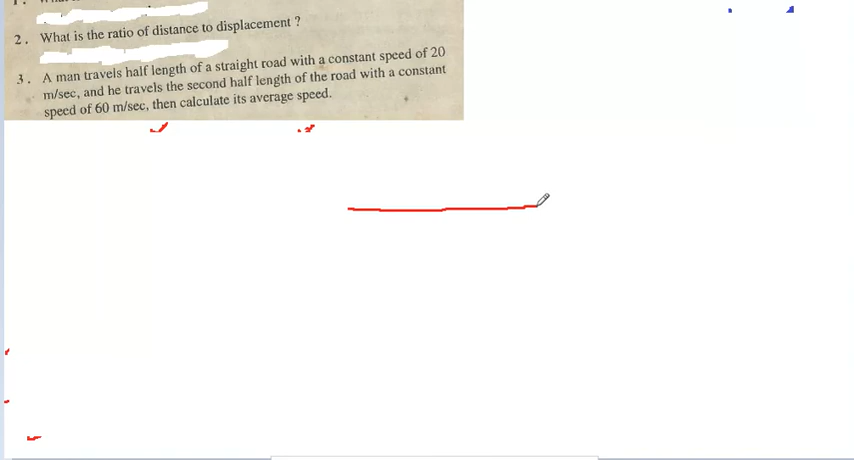 2. What is the ratio of distance to displacement ?
3. A man travels half length of a straight road with a constant speed of 20
m/sec, and he travels the second half length of the road with a constant
speed of 60 m/sec, then calculate its average speed.